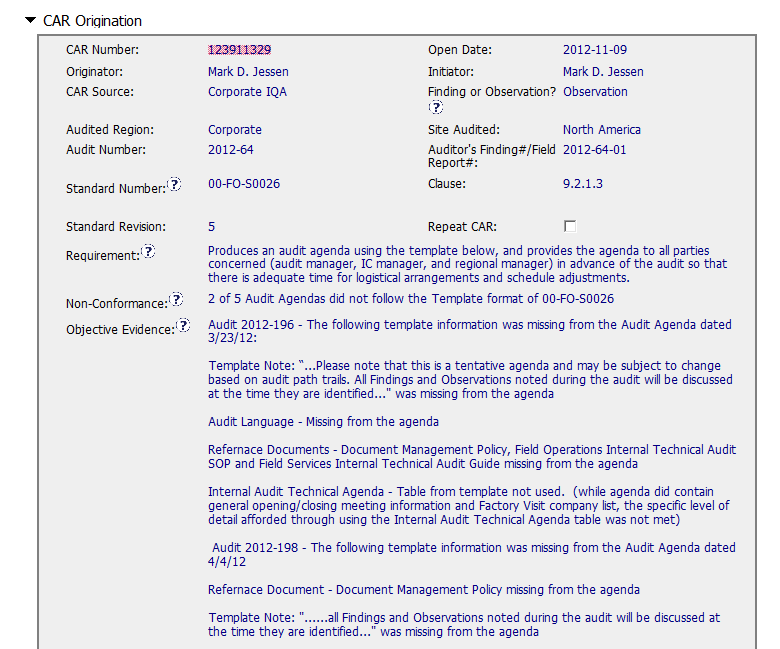 CAR Origination
CAR Number: 123911329 Open Date: 2012-11-09
Originator: Mark D. Jessen Initiator: Mark D. Jessen
CAR Source: Corporate IQA Finding or Observation? Observation
?
Audited Region: Corporate Site Audited: North America
Audit Number: 2012-64 Auditor's Finding#/Field 2012-64-01
Report#:
Standard Number: ? 00-FO-S0026 Clause: 9.2.1.3
Standard Revision: 5 Repeat CAR:
Requirement: ? Produces an audit agenda using the template below, and provides the agenda to all parties
concerned (audit manager, IC manager, and regional manager) in advance of the audit so that
there is adequate time for logistical arrangements and schedule adjustments.
Non-Conformance: ? 2 of 5 Audit Agendas did not follow the Template format of 00-FO-S0026
Objective Evidence: ? Audit 2012-196 - The following template information was missing from the Audit Agenda dated
3/23/12:
Template Note: "...Please note that this is a tentative agenda and may be subject to change
based on audit path trails. All Findings and Observations noted during the audit will be discussed
at the time they are identified..." was missing from the agenda
Audit Language - Missing from the agenda
Refernace Documents - Document Management Policy, Field Operations Internal Technical Audit
SOP and Field Services Internal Technical Audit Guide missing from the agenda
Internal Audit Technical Agenda - Table from template not used. (while agenda did contain
general opening/closing meeting information and Factory Visit company list, the specific level of
detail afforded through using the Internal Audit Technical Agenda table was not met)
Audit 2012-198 - The following template information was missing from the Audit Agenda dated
4/4/12
Refernace Document - Document Management Policy missing from the agenda
Template Note: "......all Findings and Observations noted during the audit will be discussed at
the time they are identified..." was missing from the agenda